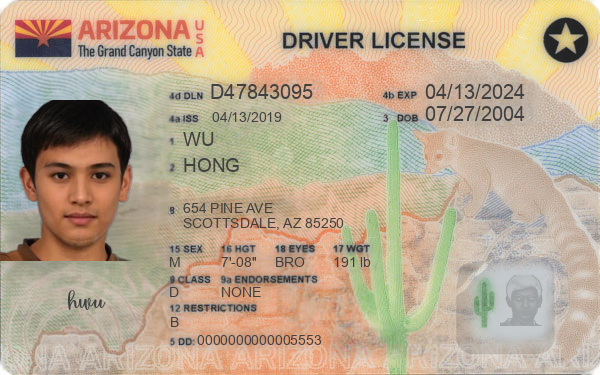 ARIZONA USA
The Grand Canyon State
DRIVER LICENSE
4d DLN D47843095
4b EXP 04/13/2024
4a ISS 04/13/2019
3 DOB 07/27/2004
1 WU
2 HONG
8 654 PINE AVE
SCOTTSDALE, AZ 85250
15 SEX 16 HGT 18 EYES 17 WGT
M 7'-08" BRO 191 lb
9 CLASS 9a ENDORSEMENTS
D NONE
12 RESTRICTIONS
B
hwu
5 DD: 0000000000005553
ARIZONA ARIZONA ARIZONA